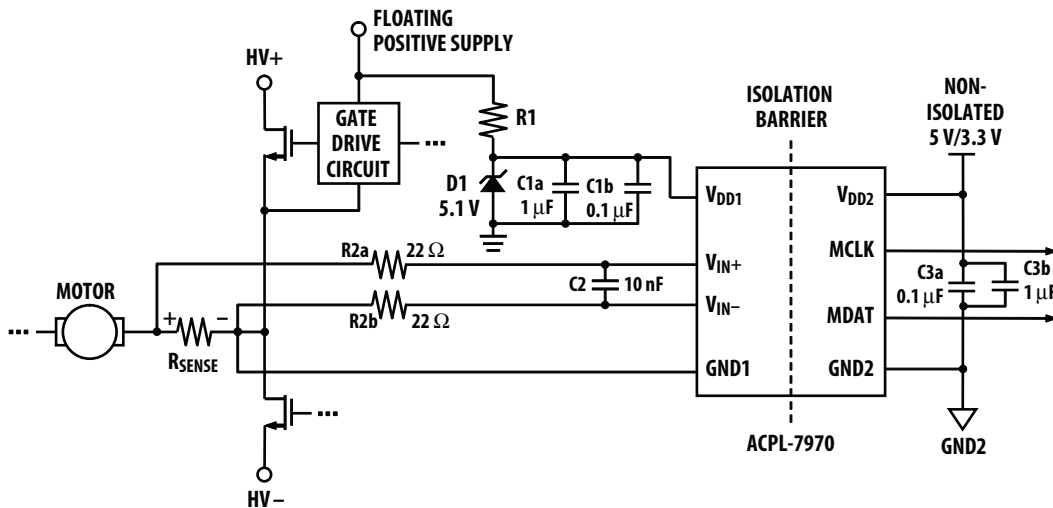 FLOATING
POSITIVE SUPPLY
HV+
GATE
DRIVE
CIRCUIT
R1
D1
5.1 V
C1a
1 μF
C1b
0.1 μF
ISOLATION
BARRIER
NON-
ISOLATED
5 V/3.3 V
VDD1
VDD2
R2a
22 Ω
VIN+
MCLK
C2
10 nF
C3a
0.1 μF
C3b
1 μF
MOTOR
+
–
RSENSE
R2b
22 Ω
VIN–
MDAT
GND1
GND2
ACPL-7970
GND2
HV–